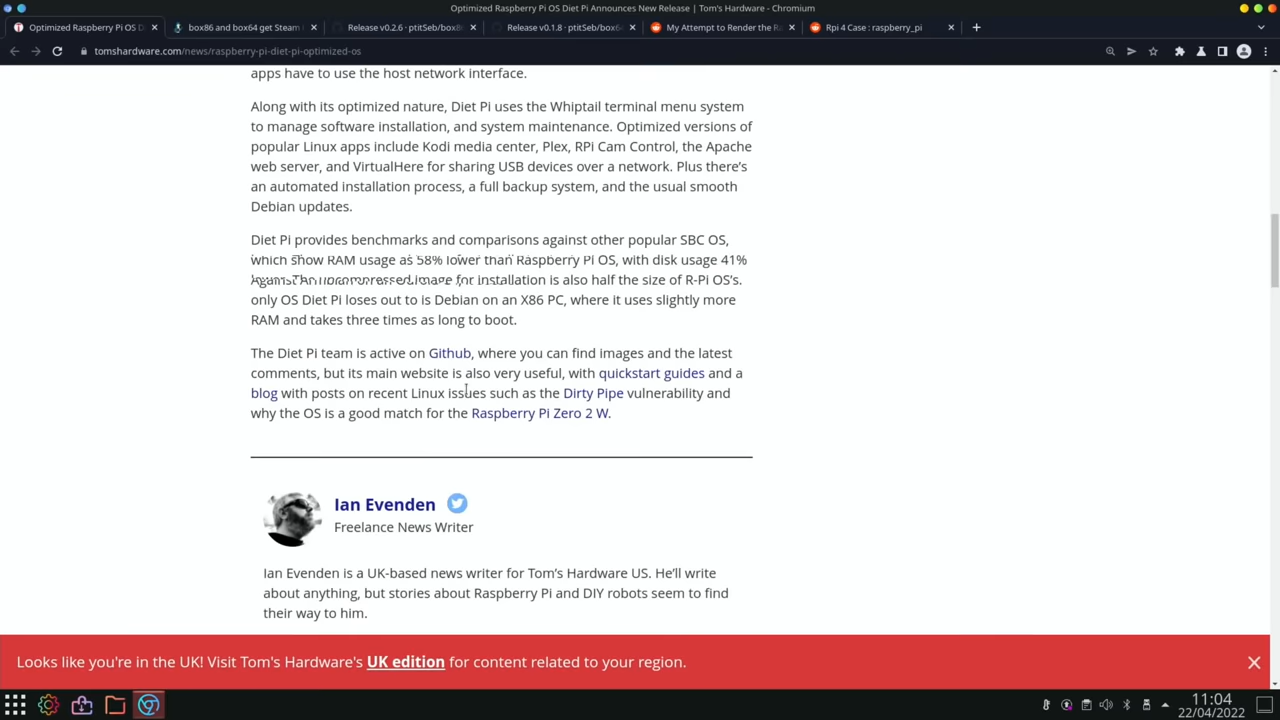 Optimized Raspberry Pi OS Diet Pi Announces New Release | Tom's Hardware - Chromium
Optimized Raspberry Pi OS D
box86 and box64 get Steam
Release v0.2.6 · ptitSeb/box8
Release v0.1.8 · ptitSeb/box64
My Attempt to Render the Ra
Rpi 4 Case : raspberry_pi
tomshardware.com/news/raspberry-pi-diet-pi-optimized-os
apps have to use the host network interface.
Along with its optimized nature, Diet Pi uses the Whiptail terminal menu system
to manage software installation, and system maintenance. Optimized versions of
popular Linux apps include Kodi media center, Plex, RPi Cam Control, the Apache
web server, and VirtualHere for sharing USB devices over a network. Plus there's
an automated installation process, a full backup system, and the usual smooth
Debian updates.
Diet Pi provides benchmarks and comparisons against other popular SBC OS,
which show RAM usage as 58% lower than Raspberry Pi OS, with disk usage 41%
image for installation is also half the size of R-Pi OS's.
only OS Diet Pi loses out to is Debian on an X86 PC, where it uses slightly more
RAM and takes three times as long to boot.
The Diet Pi team is active on Github, where you can find images and the latest
comments, but its main website is also very useful, with quickstart guides and a
blog with posts on recent Linux issues such as the Dirty Pipe vulnerability and
why the OS is a good match for the Raspberry Pi Zero 2 W.
Ian Evenden
Freelance News Writer
Ian Evenden is a UK-based news writer for Tom's Hardware US. He'll write
about anything, but stories about Raspberry Pi and DIY robots seem to find
their way to him.
Looks like you're in the UK! Visit Tom's Hardware's UK edition for content related to your region.
11:04
22/04/2022